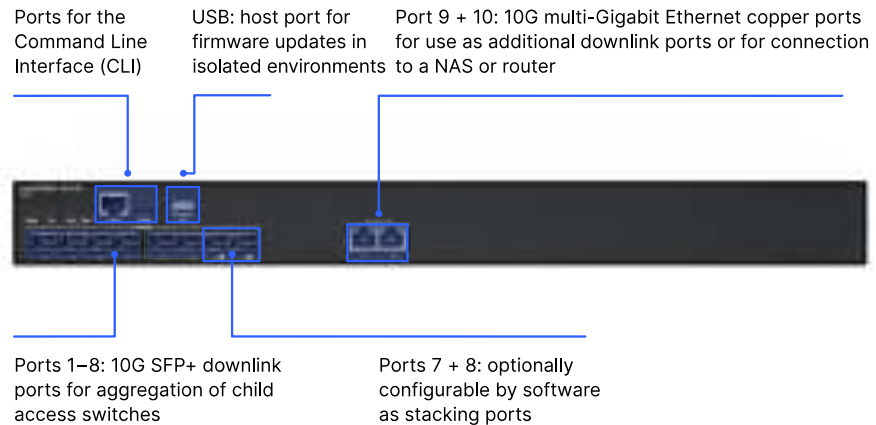 Ports for the
Command Line
Interface (CLI)
USB: host port for
firmware updates in
isolated environments
Port 9 + 10: 10G multi-Gigabit Ethernet copper ports
for use as additional downlink ports or for connection
to a NAS or router
Ports 1–8: 10G SFP+ downlink
ports for aggregation of child
access switches
Ports 7 + 8: optionally
configurable by software
as stacking ports